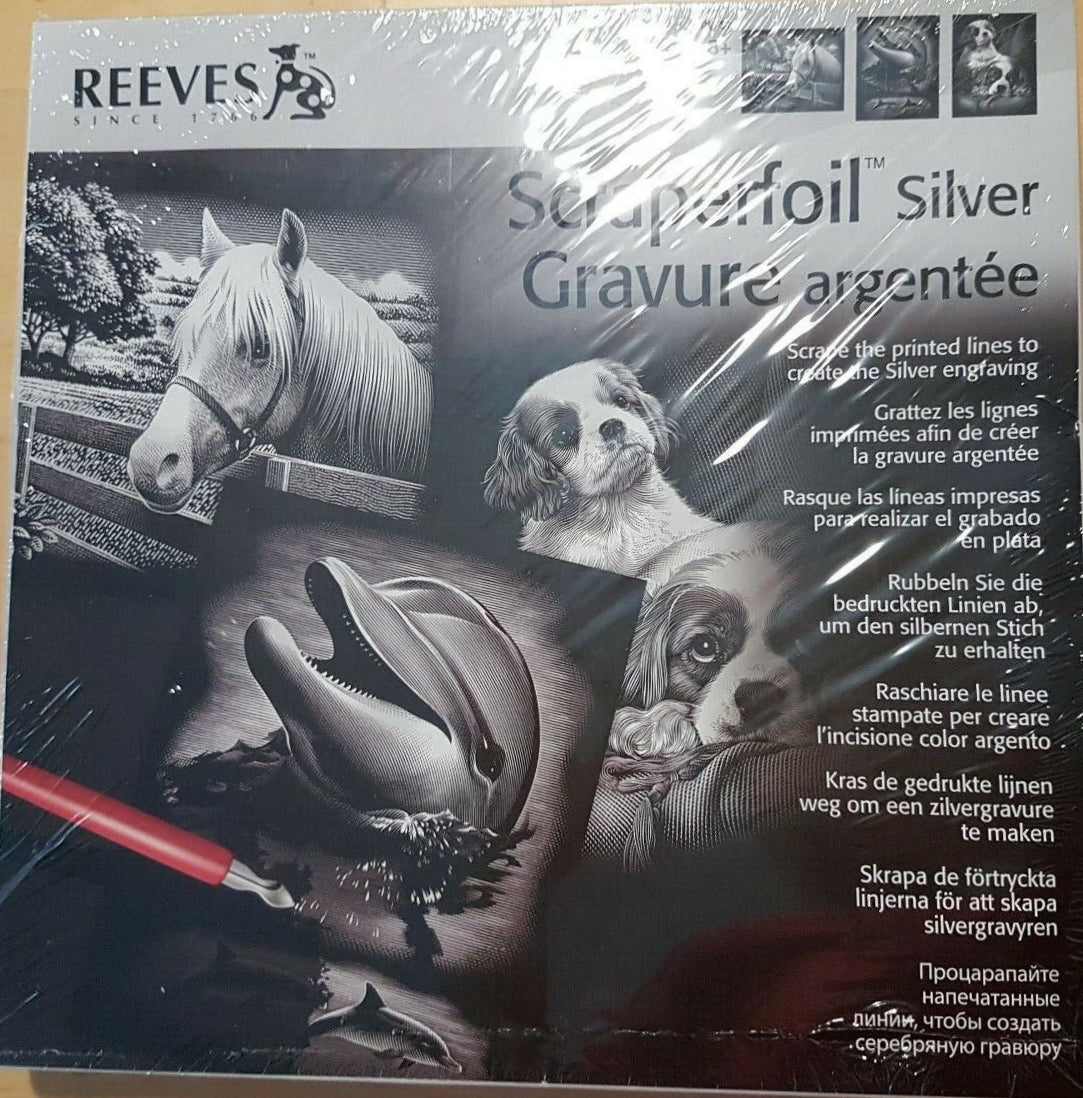 REEVES™
SINCE 1766
Scraperfoil™ Silver
Gravure argentée
Scrape the printed lines to
create the Silver engraving
Grattez les lignes
imprimées afin de créer
la gravure argentée
Rasque las líneas impresas
para realizar el grabado
en plata
Rubbeln Sie die
bedruckten Linien ab,
um den silbernen Stich
zu erhalten
Raschiare le linee
stampate per creare
l'incisione color argento
Kras de gedrukte lijnen
weg om een zilvergravure
te maken
Skrapa de förtryckta
linjerna för att skapa
silvergravyren
Процарапайте
напечатанные
линии, чтобы создать
серебряную гравюру